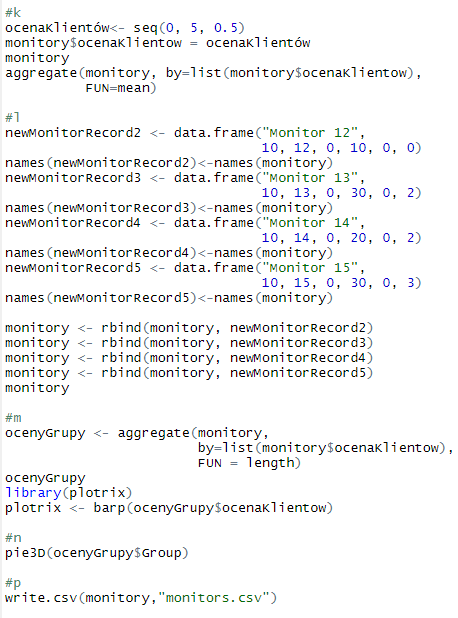 #k
ocenaKlientów<- seq(0, 5, 0.5)
monitory$ocenaKlientow = ocenaKlientów
monitory
aggregate(monitory, by=list(monitory$ocenaKlientow),
          FUN=mean)

#l
newMonitorRecord2 <- data.frame("Monitor 12",
                                10, 12, 0, 10, 0, 0)
names(newMonitorRecord2)<-names(monitory)
newMonitorRecord3 <- data.frame("Monitor 13",
                                10, 13, 0, 30, 0, 2)
names(newMonitorRecord3)<-names(monitory)
newMonitorRecord4 <- data.frame("Monitor 14",
                                10, 14, 0, 20, 0, 2)
names(newMonitorRecord4)<-names(monitory)
newMonitorRecord5 <- data.frame("Monitor 15",
                                10, 15, 0, 30, 0, 3)
names(newMonitorRecord5)<-names(monitory)

monitory <- rbind(monitory, newMonitorRecord2)
monitory <- rbind(monitory, newMonitorRecord3)
monitory <- rbind(monitory, newMonitorRecord4)
monitory <- rbind(monitory, newMonitorRecord5)
monitory

#m
ocenyGrupy <- aggregate(monitory,
                        by=list(monitory$ocenaKlientow),
                        FUN = length)
ocenyGrupy
library(plotrix)
plotrix <- barp(ocenyGrupy$ocenaKlientow)

#n
pie3D(ocenyGrupy$Group)

#p
write.csv(monitory,"monitors.csv")